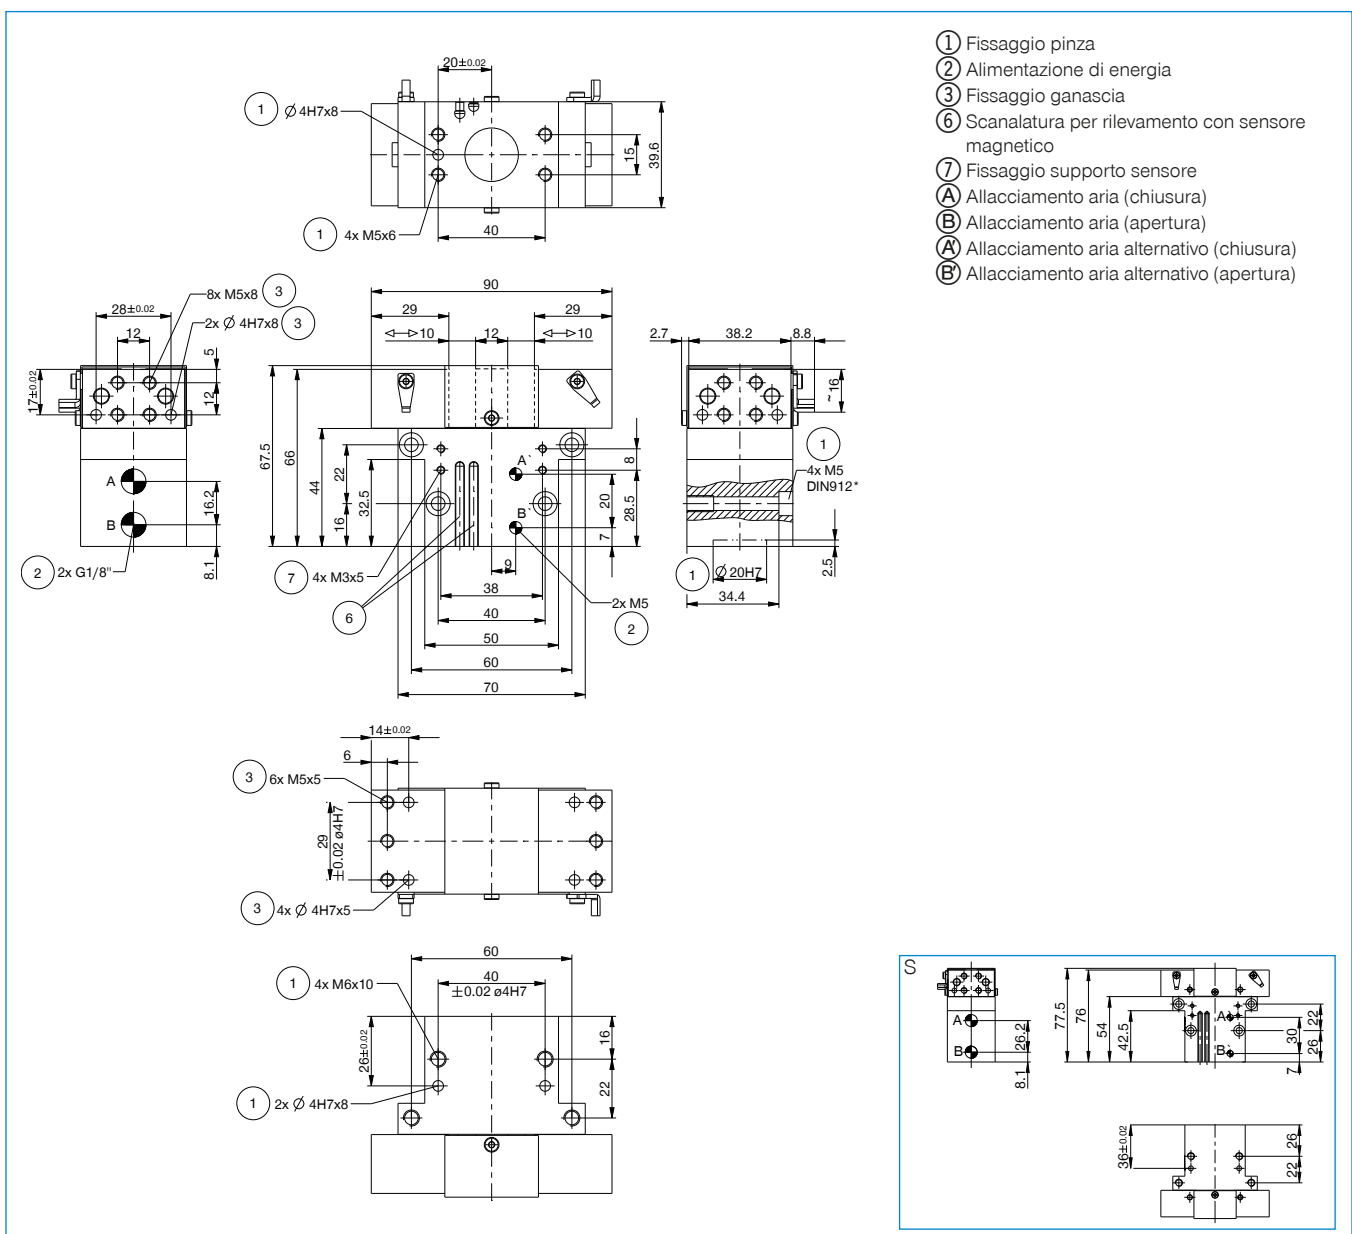 20±0.02
1 Ø 4H7x8
15
39.6
1 4x M5x6
40
1 Fissaggio pinza
2 Alimentazione di energia
3 Fissaggio ganascia
6 Scanalatura per rilevamento con sensore
magnetico
7 Fissaggio supporto sensore
A Allacciamento aria (chiusura)
B Allacciamento aria (apertura)
A' Allacciamento aria alternativo (chiusura)
B' Allacciamento aria alternativo (apertura)
8x M5x8 3
28±0.02
2x Ø 4H7x8 3
12
5
17±0.02
12
A
16.2
B
8.1
2 2x G1/8"
90
29 29
10 12 10
67.5
66
44
32.5
22
16
A`
B`
8
20
28.5
7
9
7 4x M3x5
6
38
40
50
60
70
2x M5
2
2.7 38.2 8.8
~16
1
4x M5
DIN912*
1 Ø 20H7
2.5
34.4
14±0.02
6
3 6x M5x5
29
±0.02 ø4H7
3 4x Ø 4H7x5
60
1 4x M6x10
40
±0.02 ø4H7
26±0.02
16
22
1 2x Ø 4H7x8
S
A
B
26.2
8.1
77.5
76
54
42.5
A`
B`
22
30
26
7
36±0.02
26
22